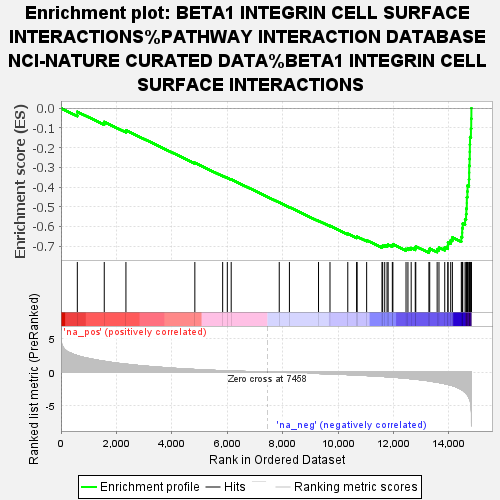 Enrichment plot: BETA1 INTEGRIN CELL SURFACE
INTERACTIONS%PATHWAY INTERACTION DATABASE
NCI-NATURE CURATED DATA%BETA1 INTEGRIN CELL
SURFACE INTERACTIONS
Enrichment score (ES)
0.0
-0.1
-0.2
-0.3
-0.4
-0.5
-0.6
-0.7
'na_pos' (positively correlated)
Ranked list metric (PreRanked)
5
0
-5
Zero cross at 7458
'na_neg' (negatively correlated)
0
2,000
4,000
6,000
8,000
10,000
12,000
14,000
Rank in Ordered Dataset
Enrichment profile
Hits
Ranking metric scores